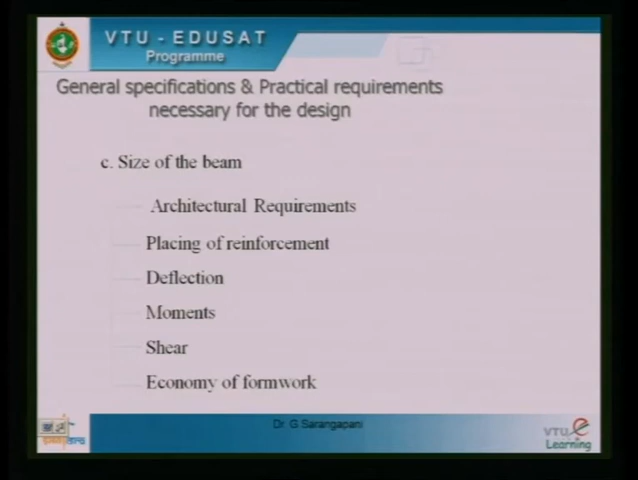 VTU - EDUSAT
Programme
General specifications & Practical requirements
necessary for the design
c. Size of the beam
Architectural Requirements
Placing of reinforcement
Deflection
Moments
Shear
Economy of formwork
Dr. G Sarangapani
VTU e
Learning